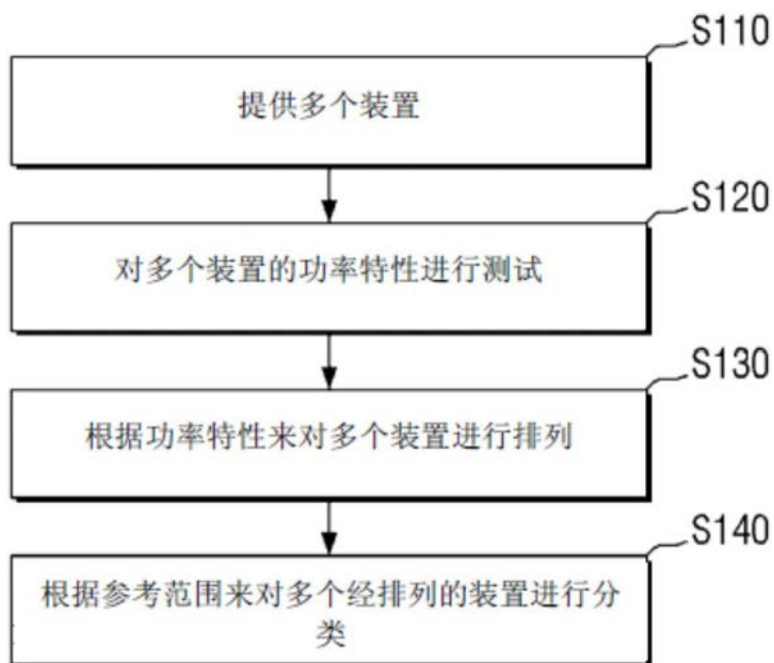 S110
提供多个装置
S120
对多个装置的功率特性进行测试
S130
根据功率特性来对多个装置进行排列
S140
根据参考范围来对多个经排列的装置进行分
类